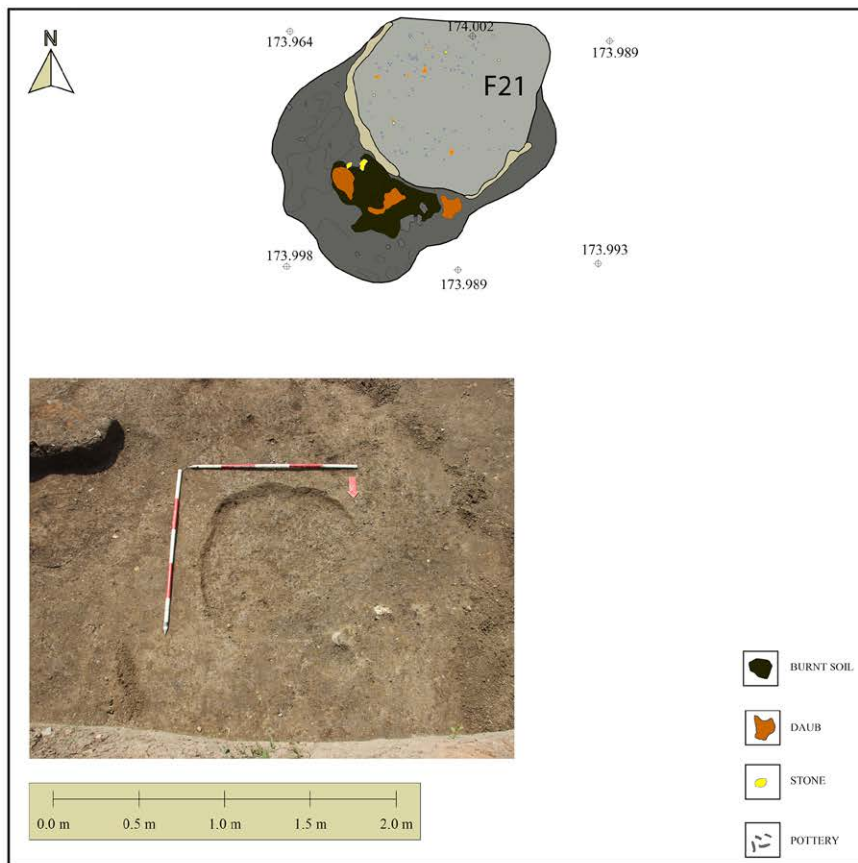 N
173.964
174.002
173.989
F21
173.998
173.989
173.993
BURNT SOIL
DAUB
STONE
POTTERY
0.0 m 0.5 m 1.0 m 1.5 m 2.0 m